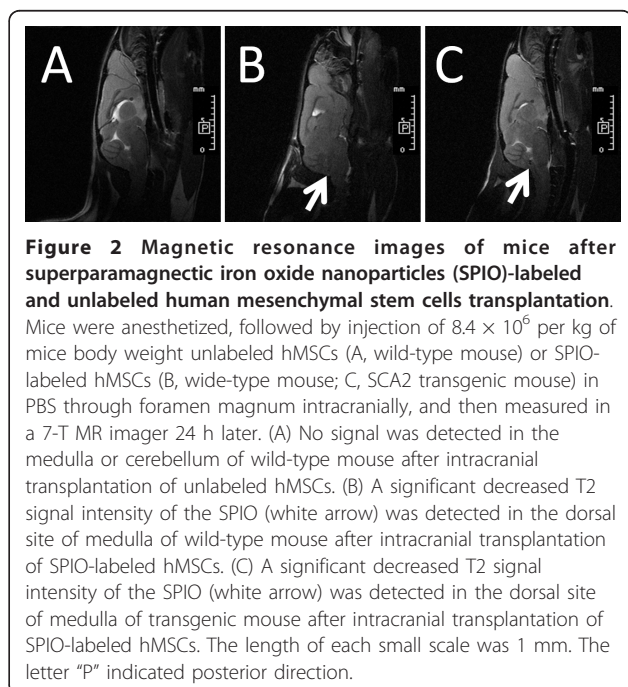 A
B
C
mm
P
0
mm
P
0
mm
P
0
Figure 2 Magnetic resonance images of mice after
superparamagnectic iron oxide nanoparticles (SPIO)-labeled
and unlabeled human mesenchymal stem cells transplantation.
Mice were anesthetized, followed by injection of 8.4 × 10⁶ per kg of
mice body weight unlabeled hMSCs (A, wild-type mouse) or SPIO-
labeled hMSCs (B, wide-type mouse; C, SCA2 transgenic mouse) in
PBS through foramen magnum intracranially, and then measured in
a 7-T MR imager 24 h later. (A) No signal was detected in the
medulla or cerebellum of wild-type mouse after intracranial
transplantation of unlabeled hMSCs. (B) A significant decreased T2
signal intensity of the SPIO (white arrow) was detected in the dorsal
site of medulla of wild-type mouse after intracranial transplantation
of SPIO-labeled hMSCs. (C) A significant decreased T2 signal
intensity of the SPIO (white arrow) was detected in the dorsal site
of medulla of transgenic mouse after intracranial transplantation of
SPIO-labeled hMSCs. The length of each small scale was 1 mm. The
letter “P” indicated posterior direction.